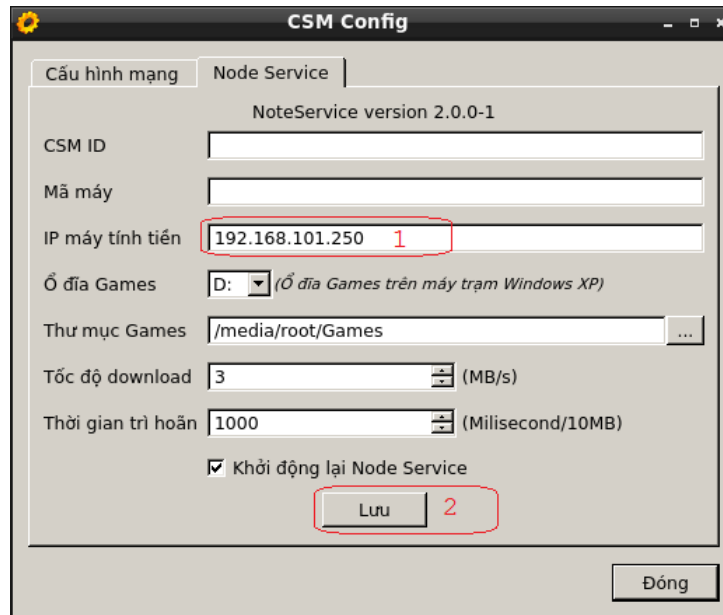 CSM Config
Cấu hình mạng Node Service
NoteService version 2.0.0-1
CSM ID
Mã máy
IP máy tính tiền 192.168.101.250 1
Ổ đĩa Games D: (Ổ đĩa Games trên máy trạm Windows XP)
Thư mục Games /media/root/Games ...
Tốc độ download 3 (MB/s)
Thời gian trì hoãn 1000 (Milisecond/10MB)
Khởi động lại Node Service
Lưu 2
Đóng